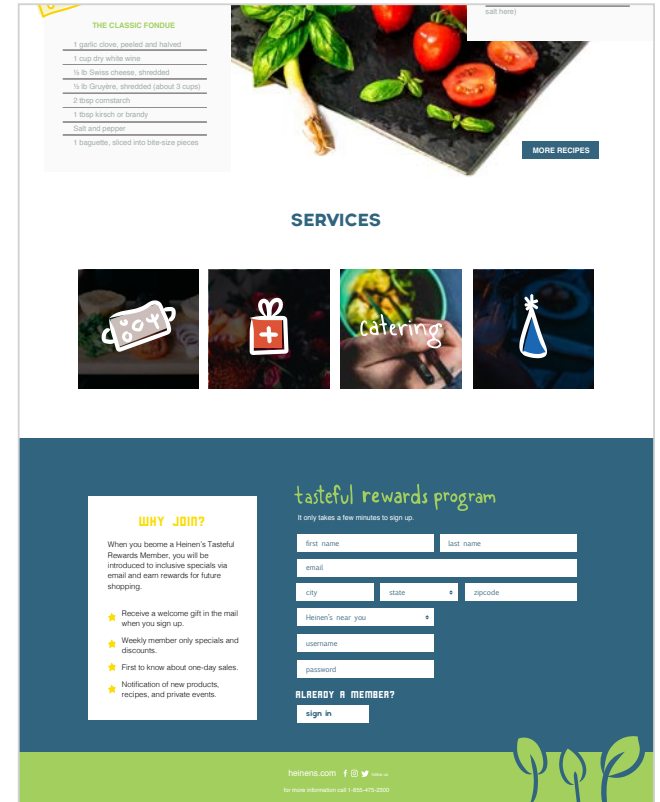 salt here)
THE CLASSIC FONDUE
1 garlic clove, peeled and halved
1 cup dry white wine
½ lb Swiss cheese, shredded
½ lb Gruyère, shredded (about 3 cups)
2 tbsp cornstarch
1 tbsp kirsch or brandy
Salt and pepper
1 baguette, sliced into bite-size pieces
MORE RECIPES
SERVICES
catering
tasteful rewards program
It only takes a few minutes to sign up.
WHY JOIN?
When you become a Heinen's Tasteful
Rewards Member, you will be
introduced to inclusive specials via
email and earn rewards for future
shopping.
Receive a welcome gift in the mail
when you sign up.
Weekly member only specials and
discounts.
First to know about one-day sales.
Notification of new products,
recipes, and private events.
first name last name
email
city state zipcode
Heinen's near you
username
password
ALREADY A MEMBER?
sign in
heinens.com
for more information call 1-855-475-2300